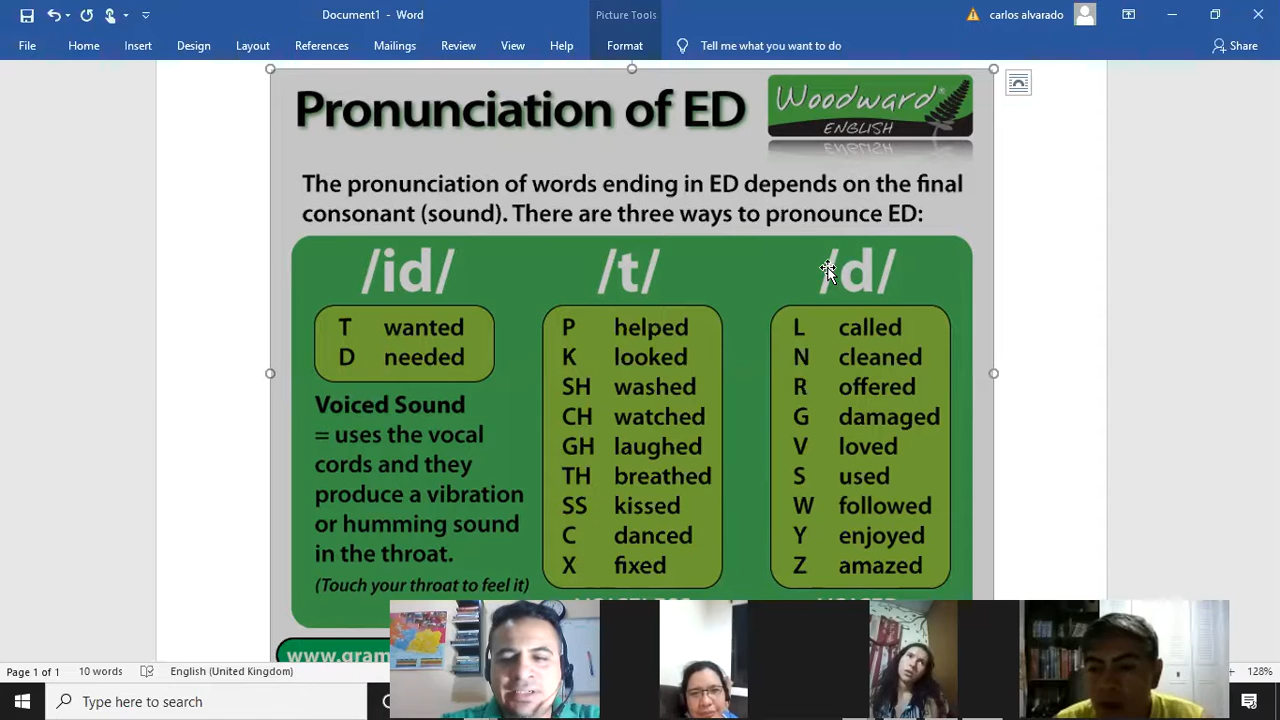 Document1 - Word
Picture Tools
carlos alvarado
File Home Insert Design Layout References Mailings Review View Help Format Tell me what you want to do Share
Pronunciation of ED
Woodward®
ENGLISH
The pronunciation of words ending in ED depends on the final
consonant (sound). There are three ways to pronounce ED:
/id/
T wanted
D needed
Voiced Sound
= uses the vocal
cords and they
produce a vibration
or humming sound
in the throat.
(Touch your throat to feel it)
/t/
P helped
K looked
SH washed
CH watched
GH laughed
TH breathed
SS kissed
C danced
X fixed
/d/
L called
N cleaned
R offered
G damaged
V loved
S used
W followed
Y enjoyed
Z amazed
www.gram
Page 1 of 1 10 words English (United Kingdom) 128%
Type here to search